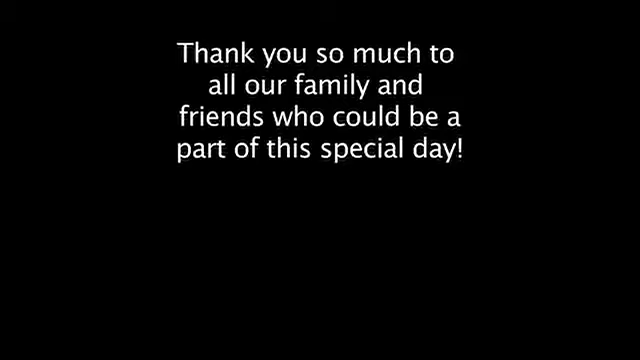 Thank you so much to
all our family and
friends who could be a
part of this special day!